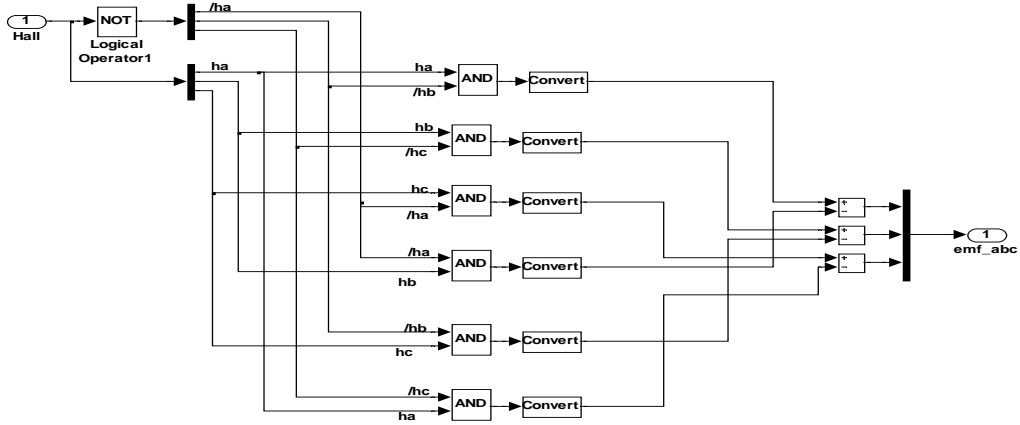 1
Hall
NOT
Logical
Operator1
/ha
ha
ha
/hb
AND
Convert
hb
/hc
AND
Convert
hc
/ha
AND
Convert
/ha
hb
AND
Convert
/hb
hc
AND
Convert
/hc
ha
AND
Convert
+
−
+
−
+
−
1
emf_abc